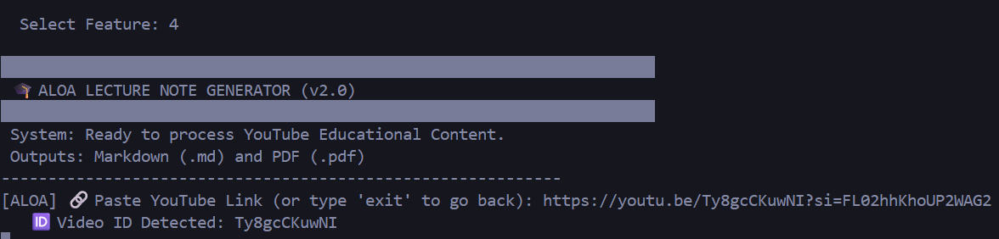 Select Feature: 4
🎓 ALOA LECTURE NOTE GENERATOR (v2.0)
System: Ready to process YouTube Educational Content.
Outputs: Markdown (.md) and PDF (.pdf)
------------------------------------------------------------
[ALOA] 🔗 Paste YouTube Link (or type 'exit' to go back): https://youtu.be/Ty8gcCKuwNI?si=FL02hhKhoUP2WAG2
🆔 Video ID Detected: Ty8gcCKuwNI